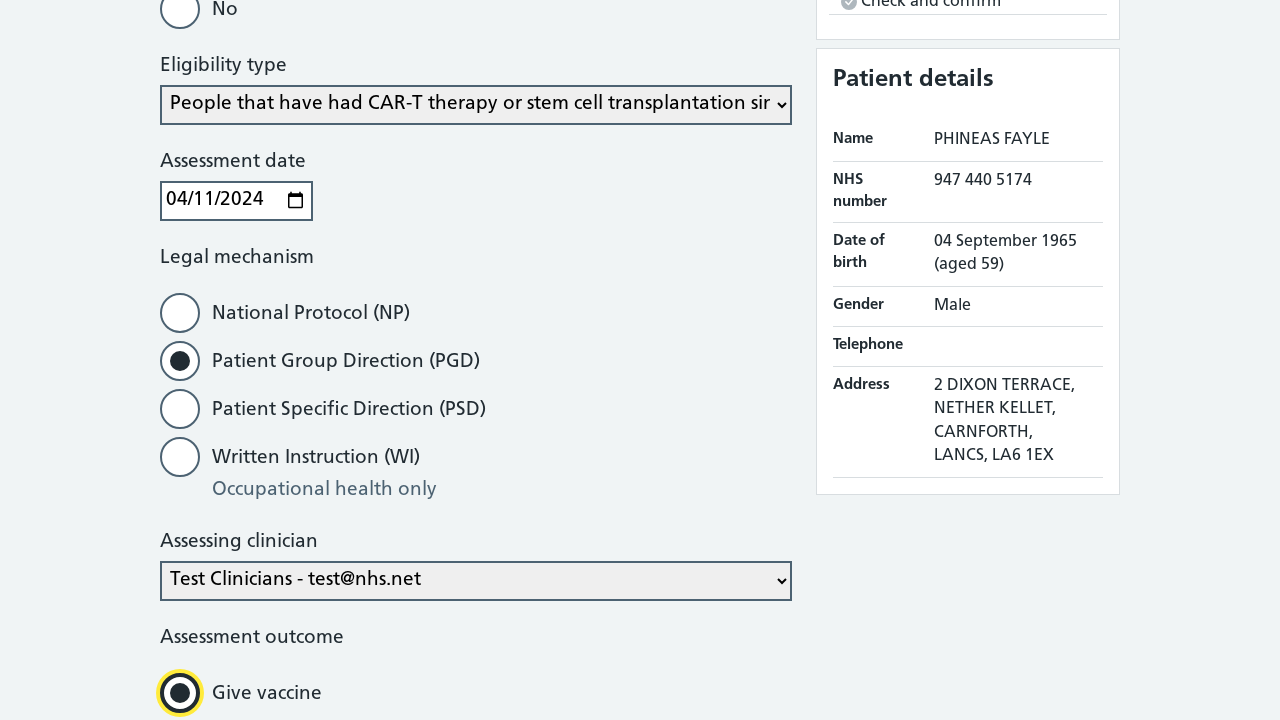 No
Eligibility type
People that have had CAR-T therapy or stem cell transplantation sir
Assessment date
04/11/2024
Legal mechanism
National Protocol (NP)
Patient Group Direction (PGD)
Patient Specific Direction (PSD)
Written Instruction (WI)
Occupational health only
Assessing clinician
Test Clinicians - test@nhs.net
Assessment outcome
Give vaccine
Check and confirm
Patient details
Name PHINEAS FAYLE
NHS number 947 440 5174
Date of birth 04 September 1965
(aged 59)
Gender Male
Telephone
Address 2 DIXON TERRACE,
NETHER KELLET,
CARNFORTH,
LANCS, LA6 1EX